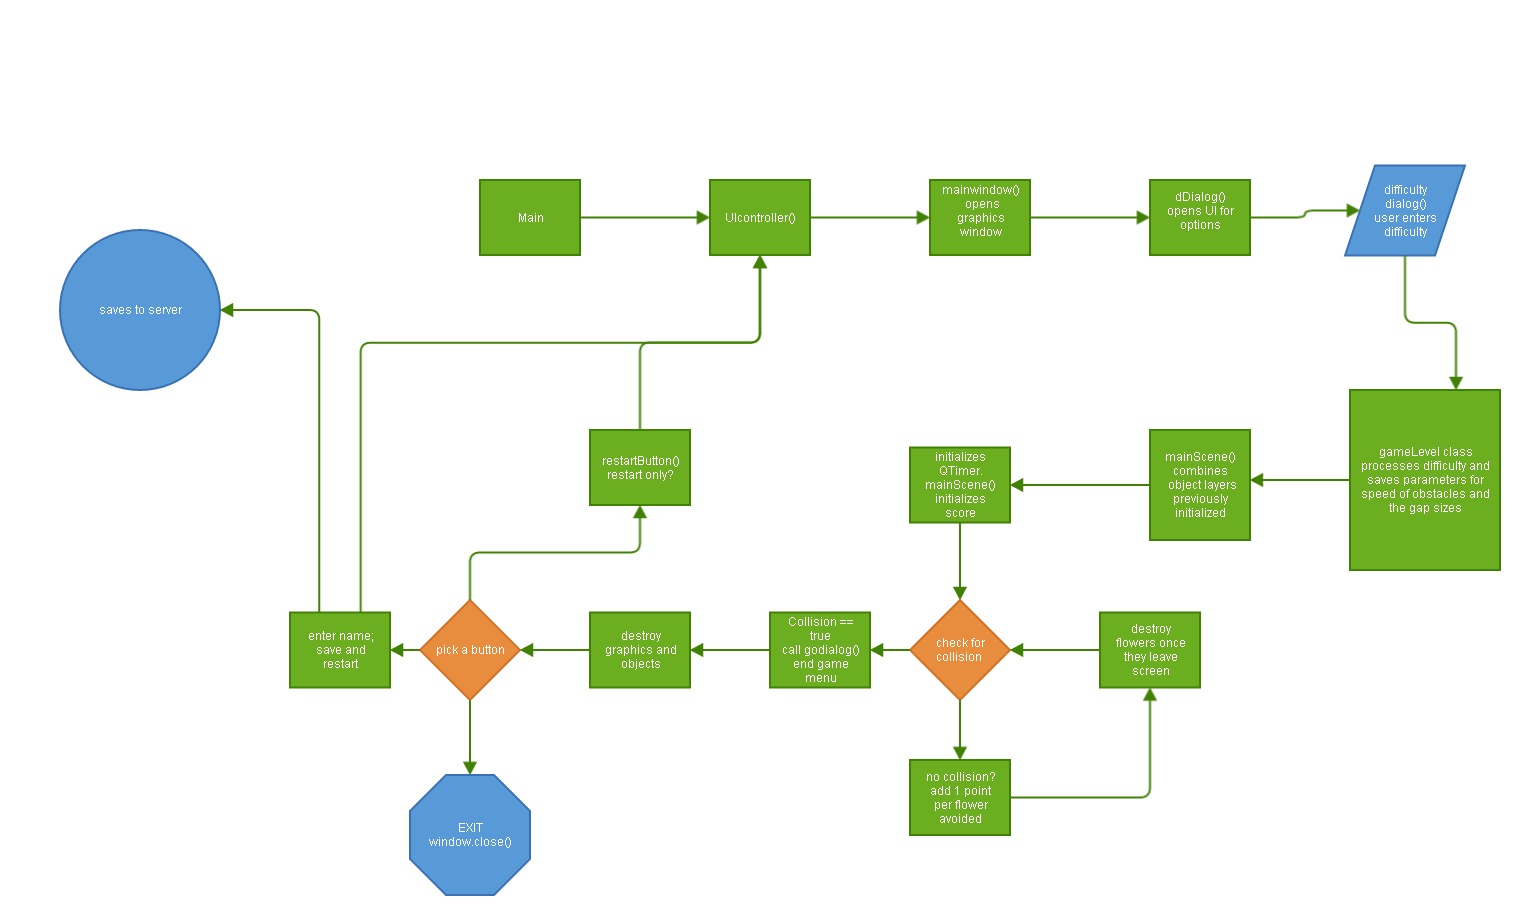 Main
UIcontroller()
mainwindow()
opens
graphics
window
dDialog()
opens UI for
options
difficulty
dialog()
user enters
difficulty
saves to server
gameLevel class
processes difficulty and
saves parameters for
speed of obstacles and
the gap sizes
mainScene()
combines
object layers
previously
initialized
initializes
QTimer.
mainScene()
initializes
score
restartButton()
restart only?
enter name;
save and
restart
pick a button
destroy
graphics and
objects
Collision ==
true
call godialog()
end game
menu
check for
collision
destroy
flowers once
they leave
screen
no collision?
add 1 point
per flower
avoided
EXIT
window.close()